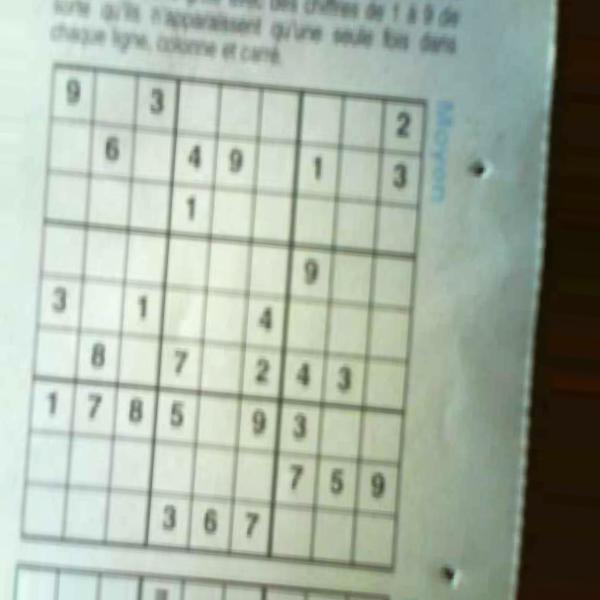 avec des chiffres de 1 à 9 de
sorte qu'ils n'apparaissent qu'une seule fois dans
chaque ligne, colonne et carré.
Moyen
9 3 2
6 4 9 1 3
1
9
3 1 4
8 7 2 4 3
1 7 8 5 9 3
7 5 9
3 6 7